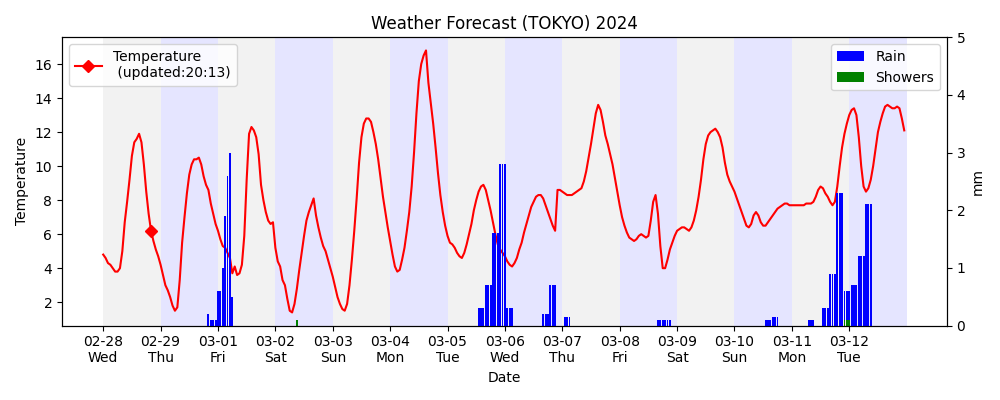 Weather Forecast (TOKYO) 2024
Temperature
(updated:20:13)
Rain
Showers
Temperature
16
14
12
10
8
6
4
2
5
4
3
2
1
0
mm
02-28 02-29 03-01 03-02 03-03 03-04 03-05 03-06 03-07 03-08 03-09 03-10 03-11 03-12
Wed Thu Fri Sat Sun Mon Tue Wed Thu Fri Sat Sun Mon Tue
Date